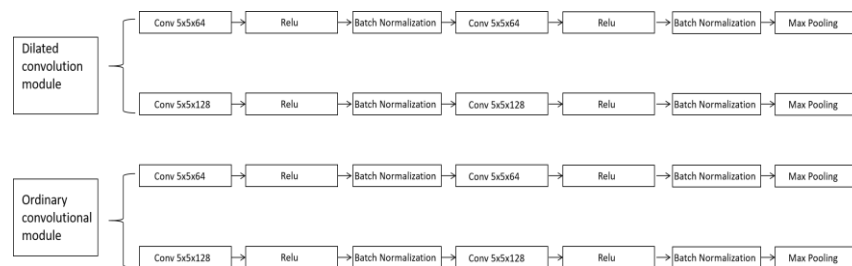 Conv 5x5x64 Relu Batch Normalization Conv 5x5x64 Relu Batch Normalization Max Pooling
Dilated
convolution
module
Conv 5x5x128 Relu Batch Normalization Conv 5x5x128 Relu Batch Normalization Max Pooling
Conv 5x5x64 Relu Batch Normalization Conv 5x5x64 Relu Batch Normalization Max Pooling
Ordinary
convolutional
module
Conv 5x5x128 Relu Batch Normalization Conv 5x5x128 Relu Batch Normalization Max Pooling